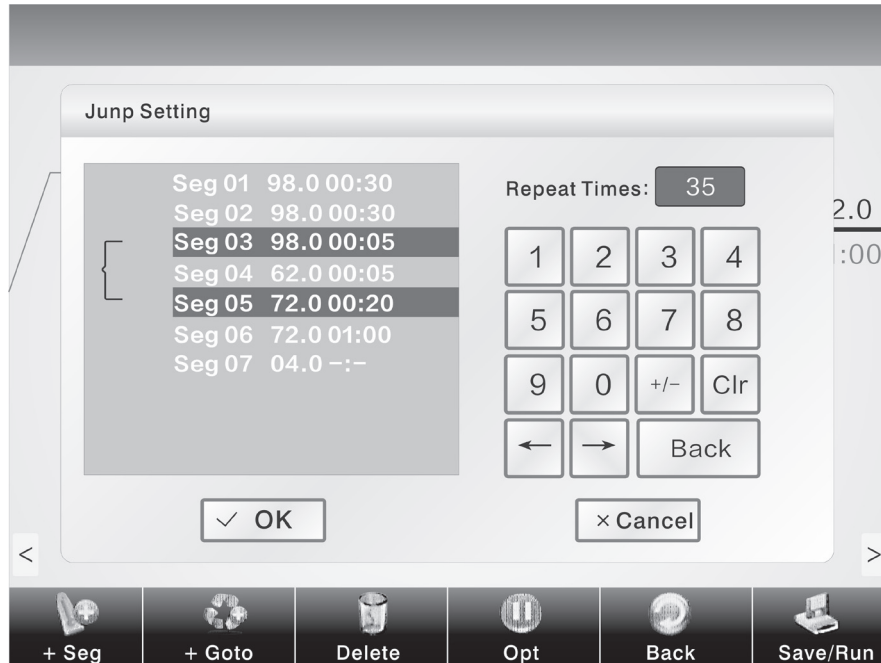 Junp Setting
Seg 01 98.0 00:30
Seg 02 98.0 00:30
Seg 03 98.0 00:05
Seg 04 62.0 00:05
Seg 05 72.0 00:20
Seg 06 72.0 01:00
Seg 07 04.0 –:–
Repeat Times: 35
1 2 3 4
5 6 7 8
9 0 +/– Clr
← → Back
✓ OK
× Cancel
2.0
:00
< >
+ Seg + Goto Delete Opt Back Save/Run